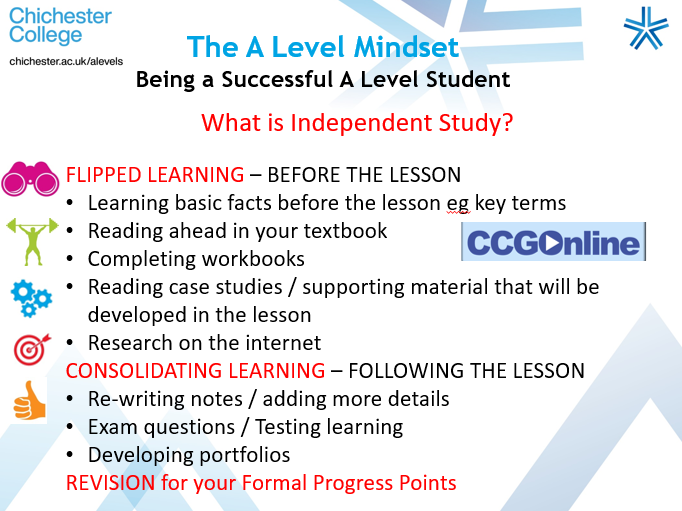 Chichester
College
chichester.ac.uk/alevels
The A Level Mindset
Being a Successful A Level Student
What is Independent Study?
FLIPPED LEARNING – BEFORE THE LESSON
• Learning basic facts before the lesson eg key terms
• Reading ahead in your textbook
CCGOnline
• Completing workbooks
• Reading case studies / supporting material that will be
developed in the lesson
• Research on the internet
CONSOLIDATING LEARNING – FOLLOWING THE LESSON
• Re-writing notes / adding more details
• Exam questions / Testing learning
• Developing portfolios
REVISION for your Formal Progress Points